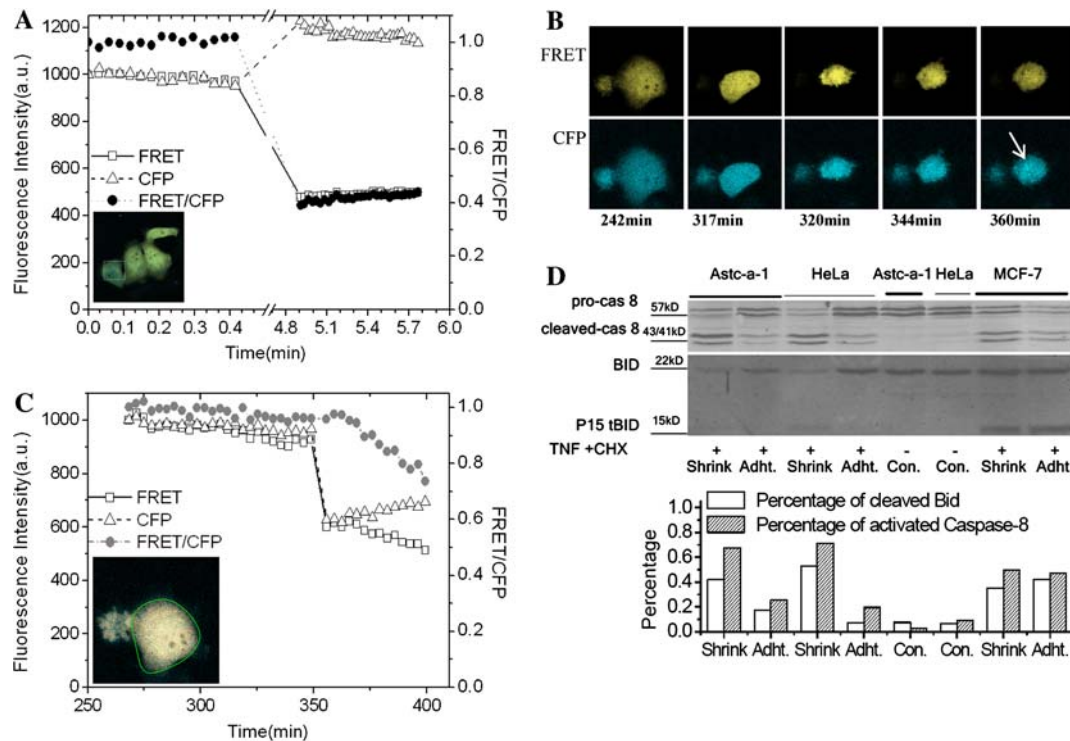 A
Fluorescence Intensity(a.u.)
1200
1000
800
600
400
200
0
FRET
CFP
FRET/CFP
1.0
0.8
0.6
0.4
0.2
0.0
FRET/CFP
0.0 0.1 0.2 0.3 0.4 4.8 5.1 5.4 5.7 6.0
Time(min)
B
FRET
CFP
242min 317min 320min 344min 360min
C
Fluorescence Intensity(a.u.)
1000
800
600
400
200
0
FRET
CFP
FRET/CFP
1.0
0.8
0.6
0.4
0.2
0.0
FRET/CFP
250 300 350 400
Time(min)
D
Astc-a-1 HeLa Astc-a-1 HeLa MCF-7
pro-cas 8 57kD
cleaved-cas 8 43/41kD
BID 22kD
P15 tBID 15kD
TNF +CHX + + + + - - + +
Shrink Adht. Shrink Adht. Con. Con. Shrink Adht.
Percentage of cleaved Bid
Percentage of activated Caspase-8
Percentage
0.8
0.6
0.4
0.2
0.0
Shrink Adht. Shrink Adht. Con. Con. Shrink Adht.